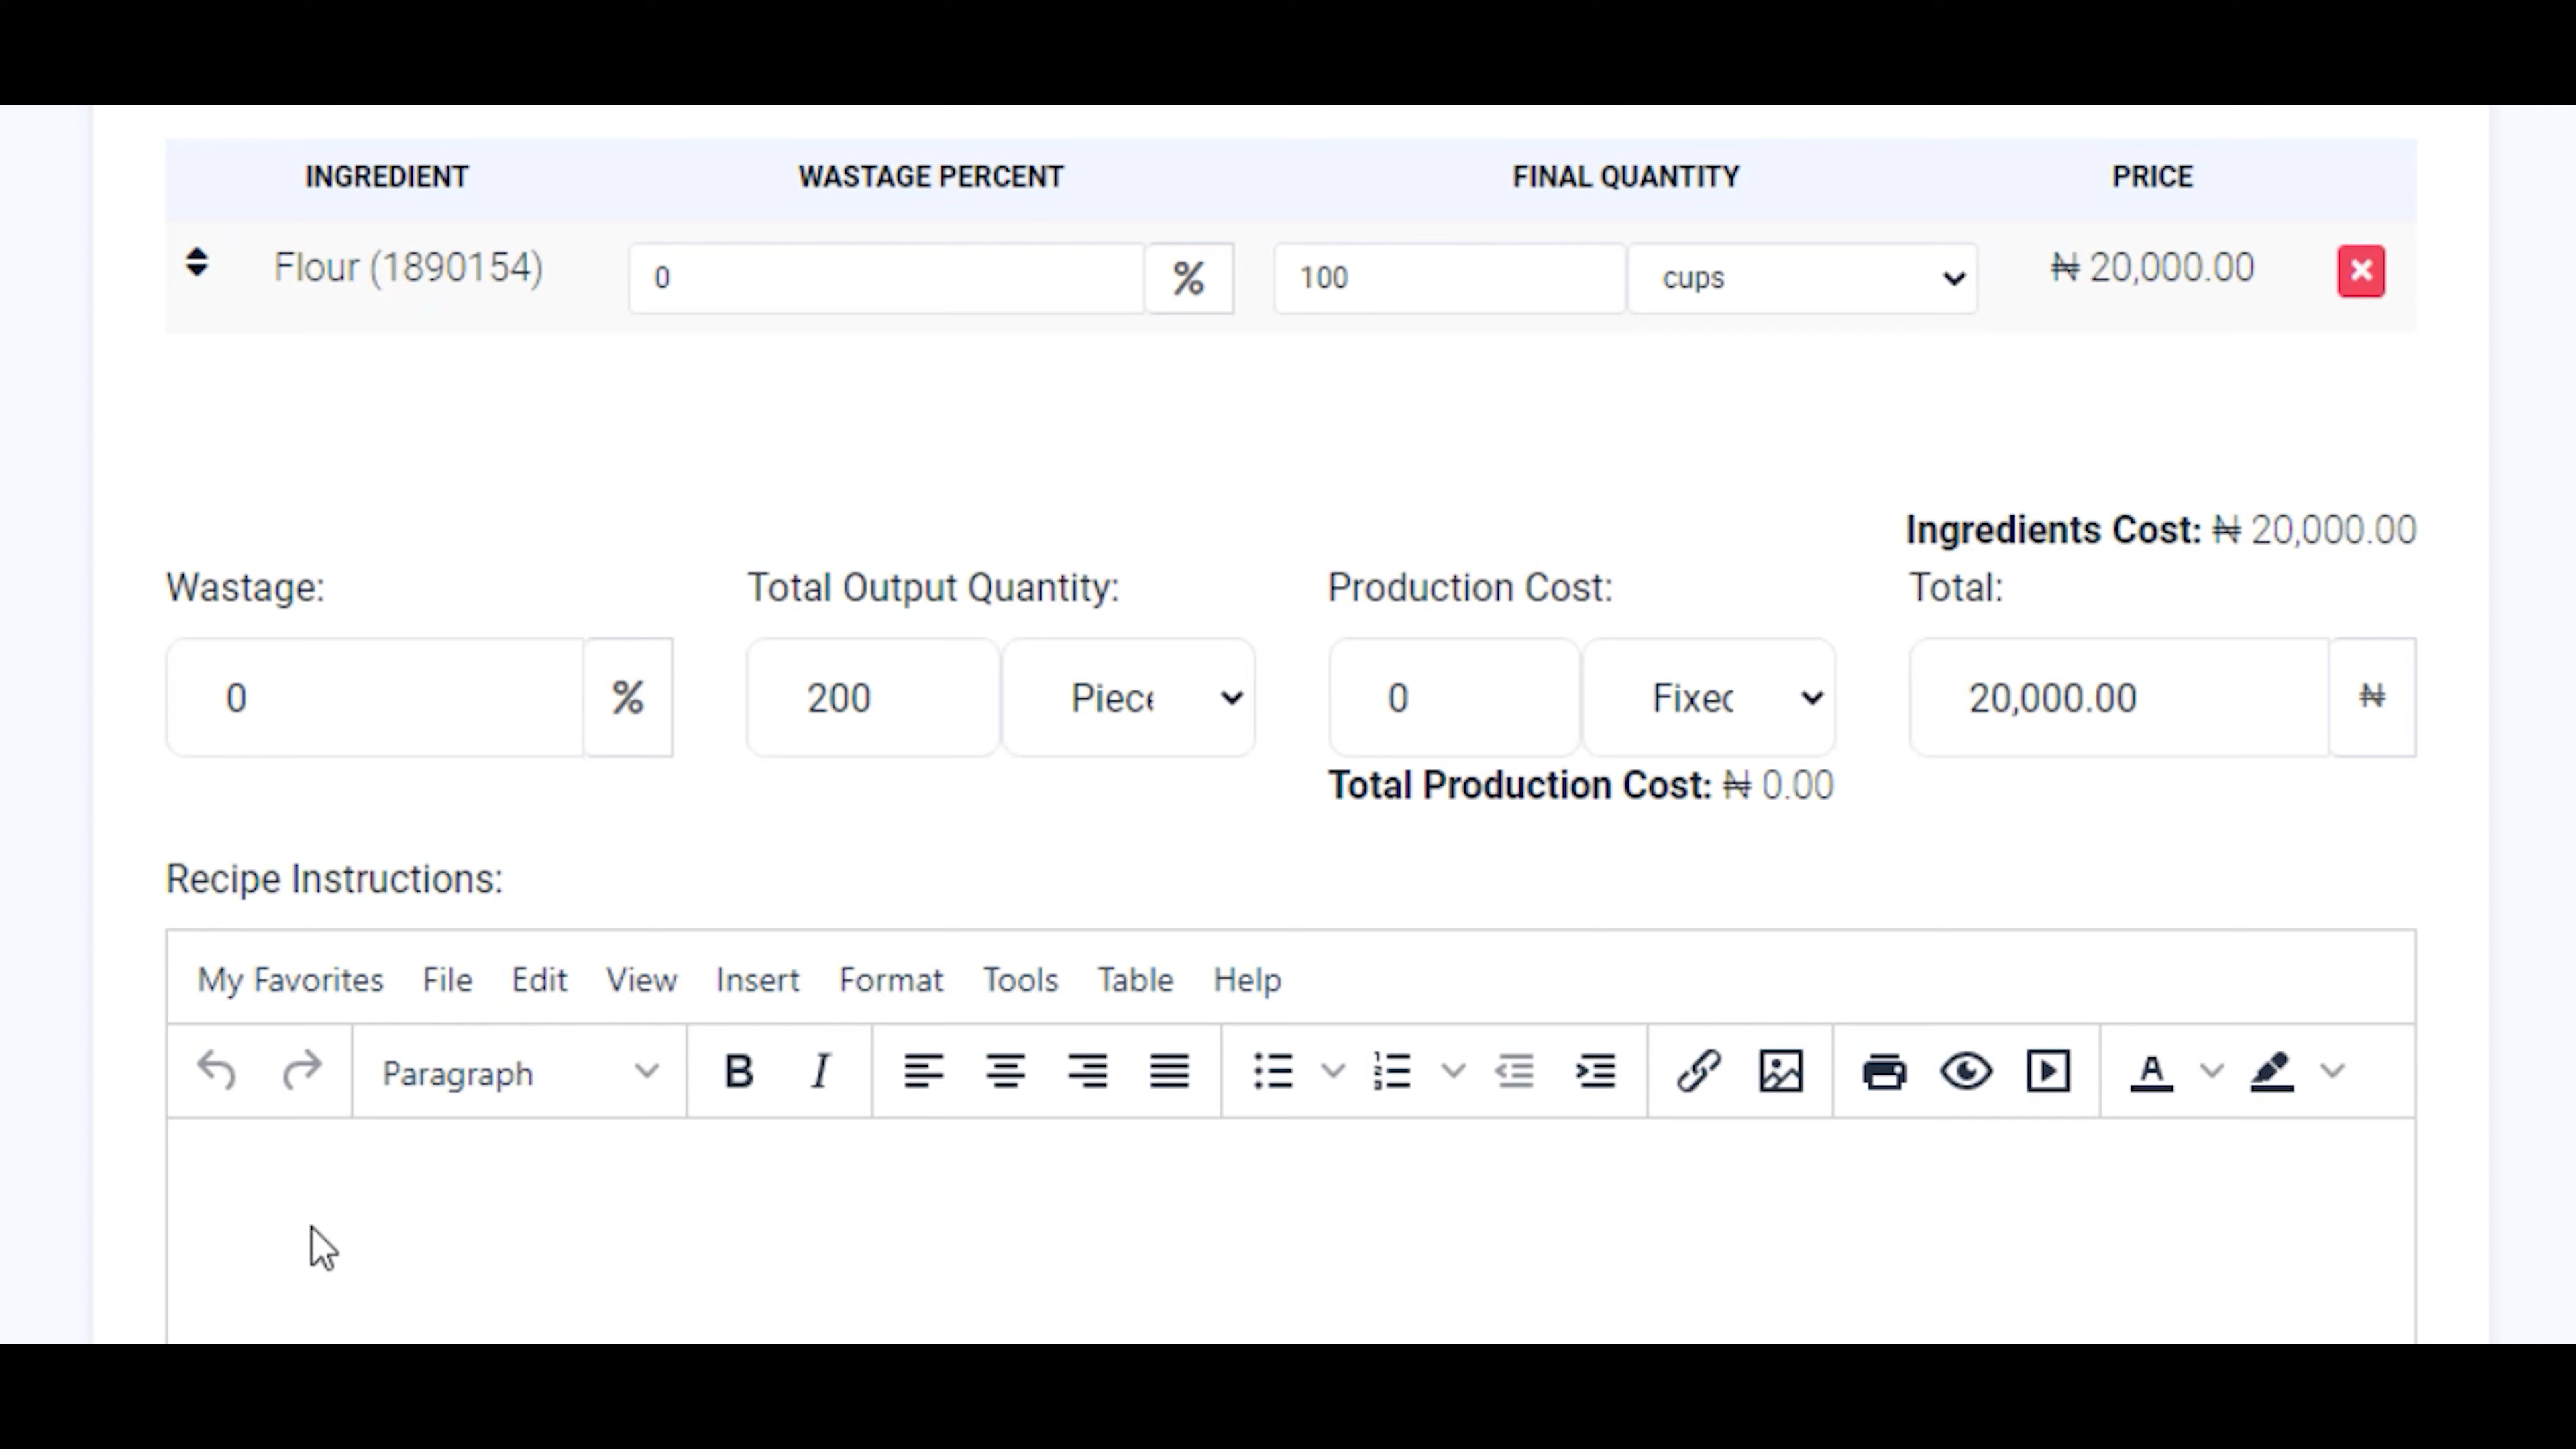 INGREDIENT WASTAGE PERCENT FINAL QUANTITY PRICE
Flour (1890154) 0 % 100 cups ₦ 20,000.00
Ingredients Cost: ₦ 20,000.00
Wastage: Total Output Quantity: Production Cost: Total:
0 % 200 Piece 0 Fixed 20,000.00 ₦
Total Production Cost: ₦ 0.00
Recipe Instructions:
My Favorites File Edit View Insert Format Tools Table Help
Paragraph B I A